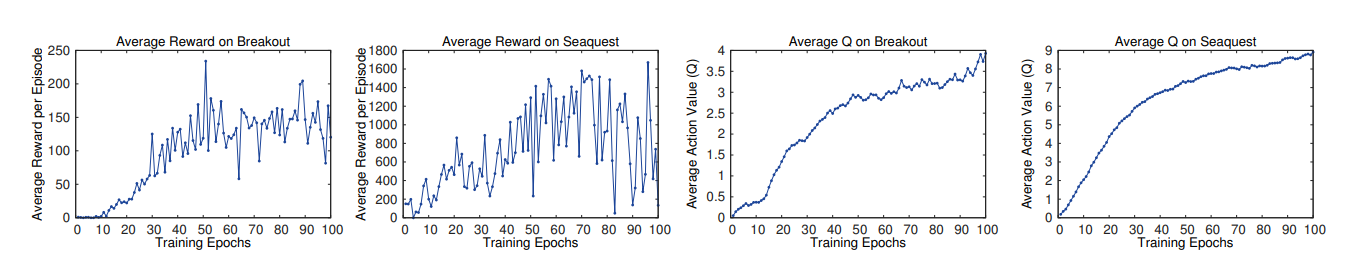 Average Reward on Breakout
Average Reward per Episode
250
200
150
100
50
0
0 10 20 30 40 50 60 70 80 90 100
Training Epochs
Average Reward on Seaquest
Average Reward per Episode
1800
1600
1400
1200
1000
800
600
400
200
0
0 10 20 30 40 50 60 70 80 90 100
Training Epochs
Average Q on Breakout
Average Action Value (Q)
4
3.5
3
2.5
2
1.5
1
0.5
0
0 10 20 30 40 50 60 70 80 90 100
Training Epochs
Average Q on Seaquest
Average Action Value (Q)
9
8
7
6
5
4
3
2
1
0
0 10 20 30 40 50 60 70 80 90 100
Training Epochs